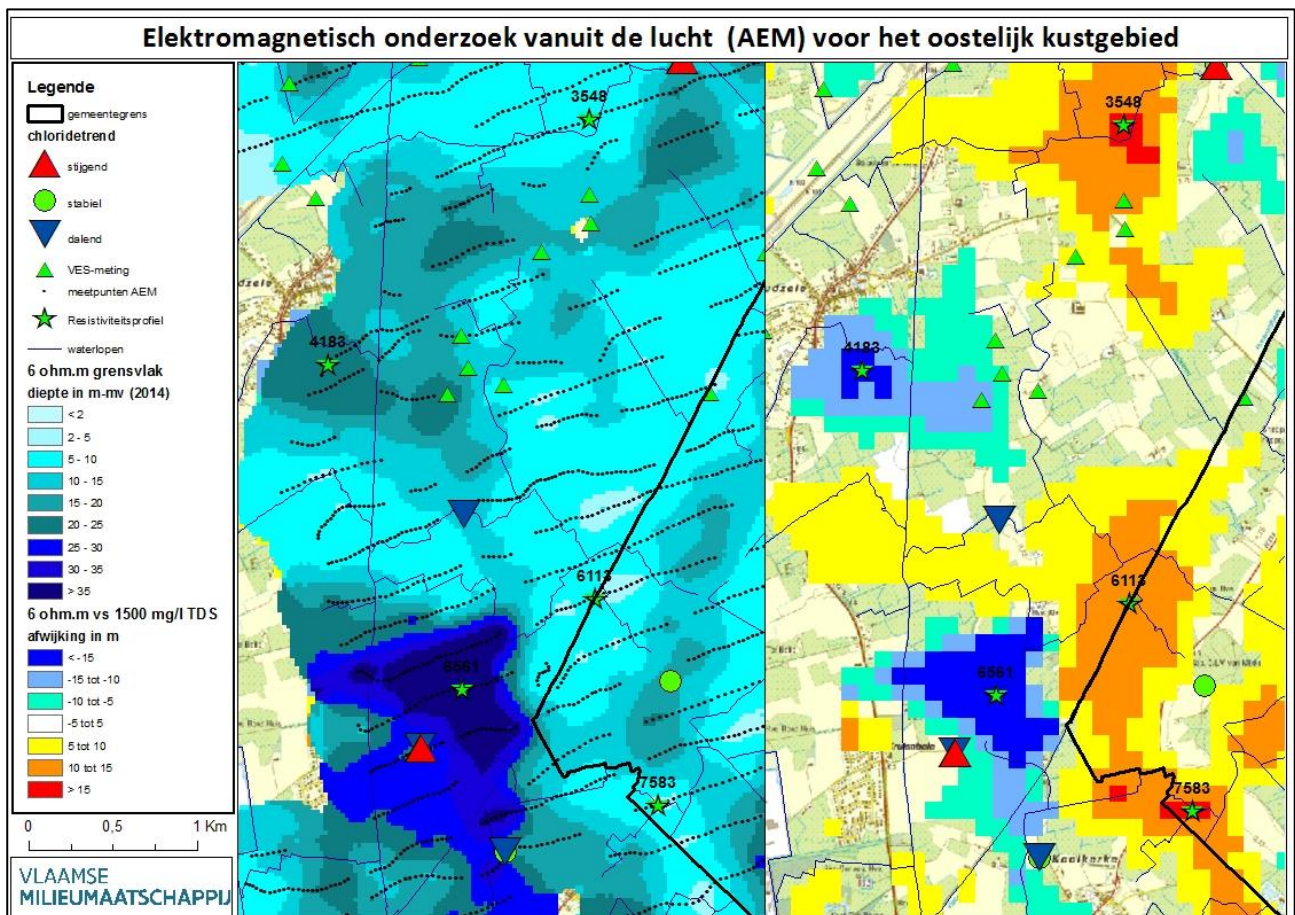 Elektromagnetisch onderzoek vanuit de lucht (AEM) voor het oostelijk kustgebied
Legende
gemeentegrens
chloridetrend
stijgend
stabiel
dalend
VES-meting
meetpunten AEM
Resistiviteitsprofiel
waterlopen
6 ohm.m grensvlak
diepte in m-mv (2014)
< 2
2 - 5
5 - 10
10 - 15
15 - 20
20 - 25
25 - 30
30 - 35
> 35
6 ohm.m vs 1500 mg/l TDS
afwijking in m
< -15
-15 tot -10
-10 tot -5
-5 tot 5
5 tot 10
10 tot 15
> 15
0 0,5 1 Km
VLAAMSE
MILIEUMAATSCHAPPIJ
3548
4183
6113
6561
7583
3548
4183
6113
6561
7583